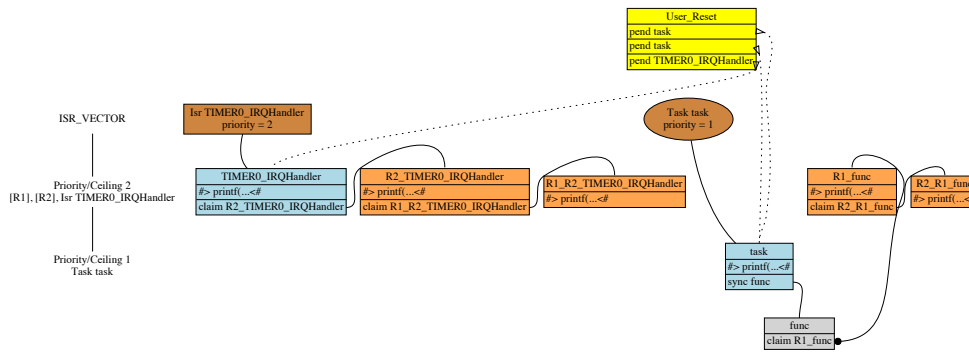 User_Reset
pend task
pend task
pend TIMER0_IRQHandler
ISR_VECTOR
Isr TIMER0_IRQHandler
priority = 2
Task task
priority = 1
Priority/Ceiling 2
[R1], [R2], Isr TIMER0_IRQHandler
TIMER0_IRQHandler
#> printf(...<#
claim R2_TIMER0_IRQHandler
R2_TIMER0_IRQHandler
#> printf(...<#
claim R1_R2_TIMER0_IRQHandler
R1_R2_TIMER0_IRQHandler
#> printf(...<#
R1_func
#> printf(...<#
claim R2_R1_func
R2_R1_func
#> printf(...<
Priority/Ceiling 1
Task task
task
#> printf(...<#
sync func
func
claim R1_func